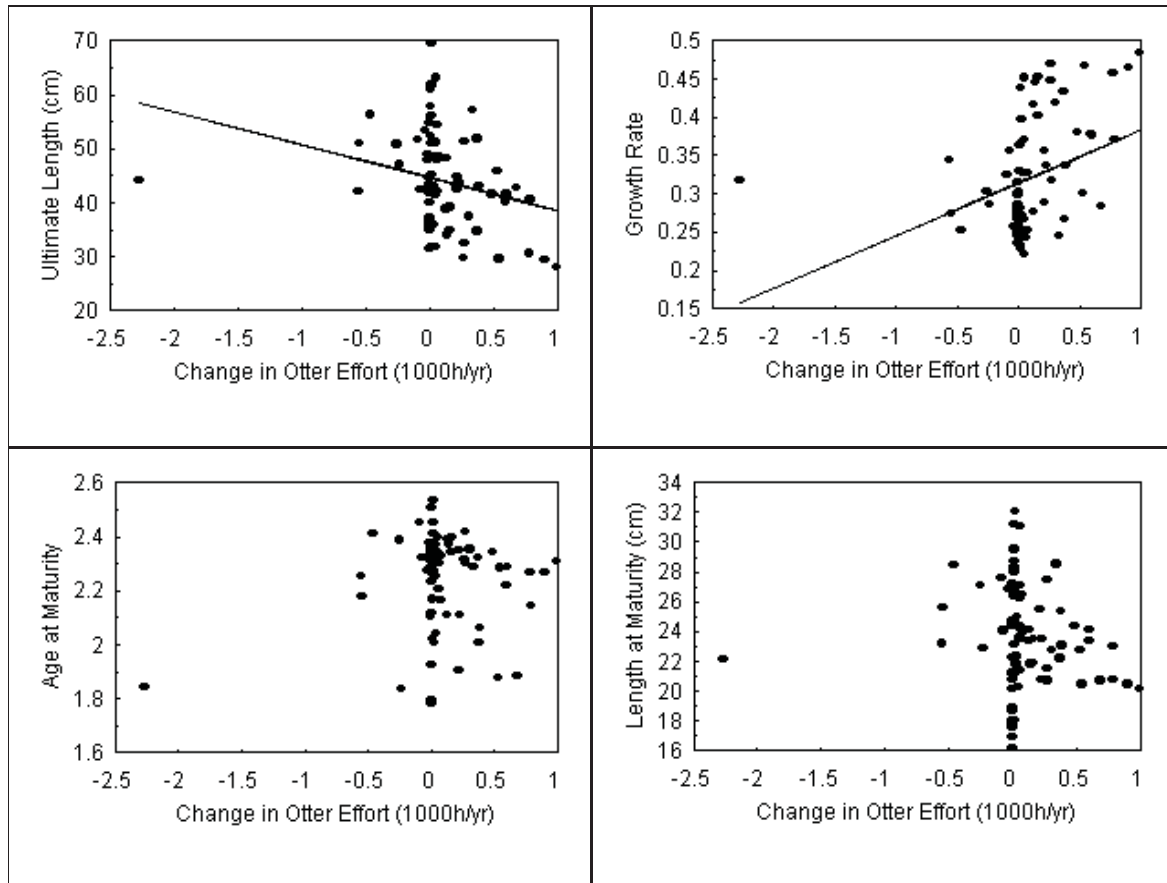 70
60
50
40
30
20
Ultimate Length (cm)
-2.5 -2 -1.5 -1 -0.5 0 0.5 1
Change in Otter Effort (1000h/yr)
0.5
0.45
0.4
0.35
0.3
0.25
0.2
0.15
Growth Rate
-2.5 -2 -1.5 -1 -0.5 0 0.5 1
Change in Otter Effort (1000h/yr)
2.6
2.4
2.2
2
1.8
1.6
Age at Maturity
-2.5 -2 -1.5 -1 -0.5 0 0.5 1
Change in Otter Effort (1000h/yr)
34
32
30
28
26
24
22
20
18
16
Length at Maturity (cm)
-2.5 -2 -1.5 -1 -0.5 0 0.5 1
Change in Otter Effort (1000h/yr)